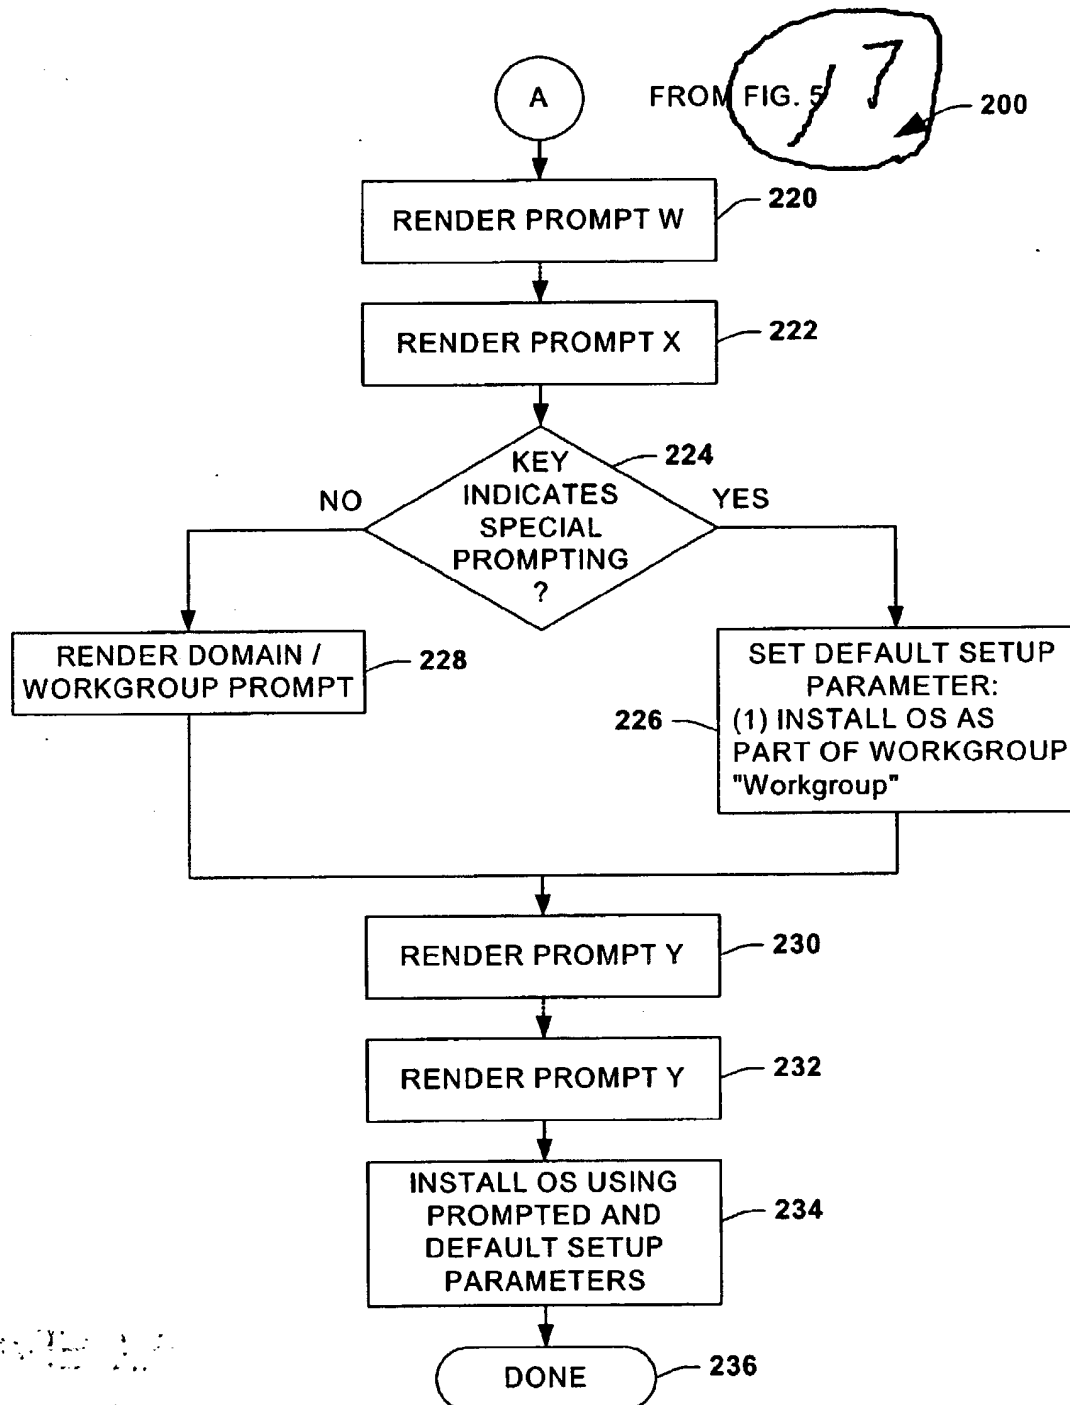 A
FROM FIG. 5
17
200
RENDER PROMPT W
220
RENDER PROMPT X
222
KEY
INDICATES
SPECIAL
PROMPTING
?
224
NO
YES
RENDER DOMAIN /
WORKGROUP PROMPT
228
SET DEFAULT SETUP
PARAMETER:
(1) INSTALL OS AS
PART OF WORKGROUP
"Workgroup"
226
RENDER PROMPT Y
230
RENDER PROMPT Y
232
INSTALL OS USING
PROMPTED AND
DEFAULT SETUP
PARAMETERS
234
DONE
236